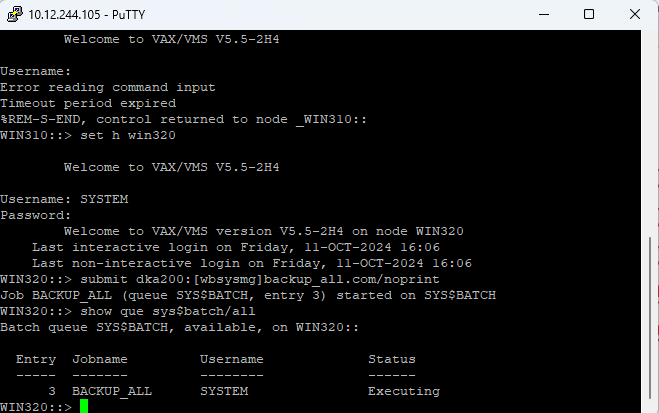 10.12.244.105 - PuTTY
Welcome to VAX/VMS V5.5-2H4
Username:
Error reading command input
Timeout period expired
%REM-S-END, control returned to node _WIN310::
WIN310::> set h win320
Welcome to VAX/VMS V5.5-2H4
Username: SYSTEM
Password:
Welcome to VAX/VMS version V5.5-2H4 on node WIN320
Last interactive login on Friday, 11-OCT-2024 16:06
Last non-interactive login on Friday, 11-OCT-2024 16:06
WIN320::> submit dka200:[wbsysmg]backup_all.com/noprint
Job BACKUP_ALL (queue SYS$BATCH, entry 3) started on SYS$BATCH
WIN320::> show que sys$batch/all
Batch queue SYS$BATCH, available, on WIN320::
Entry  Jobname         Username             Status
-----  -------         --------             ------
3  BACKUP_ALL      SYSTEM               Executing
WIN320::>